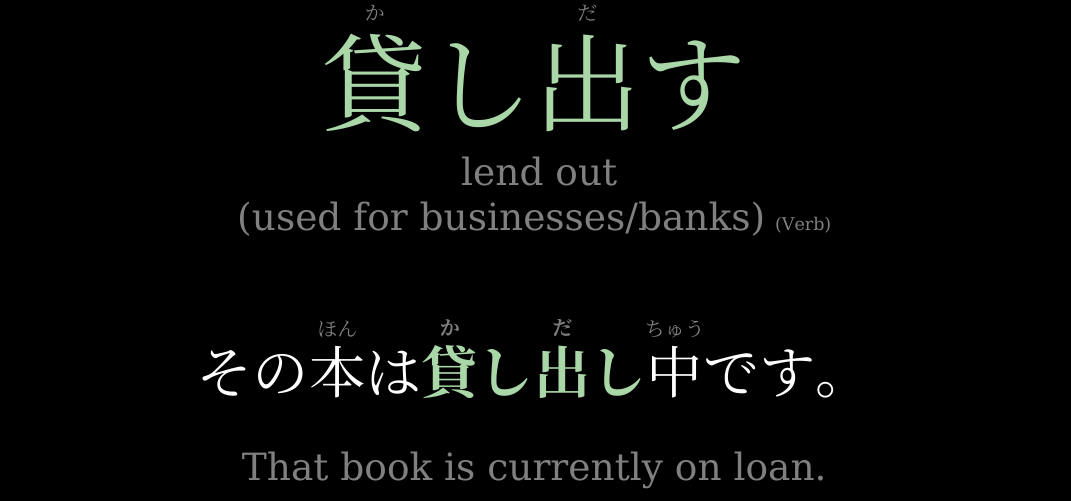 か だ
貸し出す
lend out
(used for businesses/banks) (Verb)
ほん か だ ちゅう
その本は貸し出し中です。
That book is currently on loan.